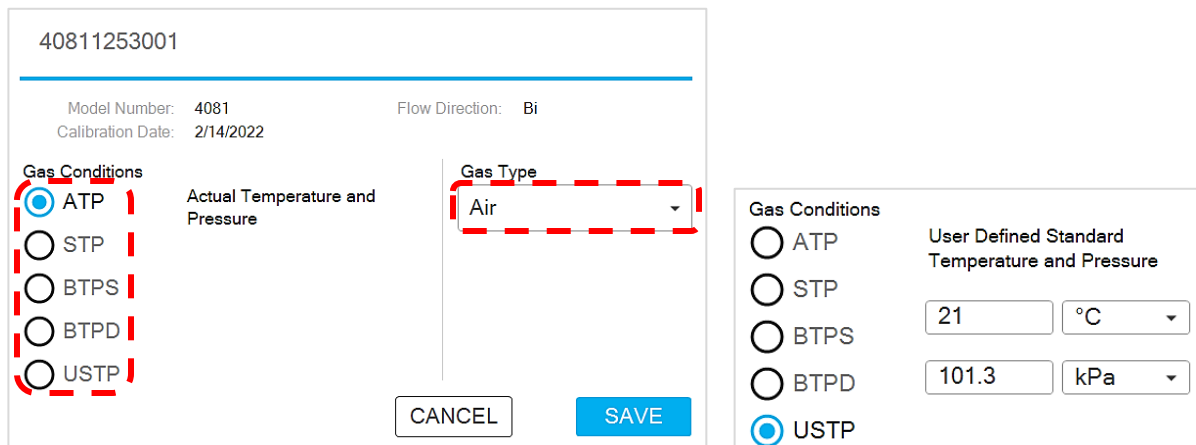 40811253001
Model Number: 4081 Flow Direction: Bi
Calibration Date: 2/14/2022
Gas Conditions
ATP
STP
BTPS
BTPD
USTP
Actual Temperature and
Pressure
Gas Type
Air
CANCEL SAVE
Gas Conditions
ATP
STP
BTPS
BTPD
USTP
User Defined Standard
Temperature and Pressure
21 °C
101.3 kPa